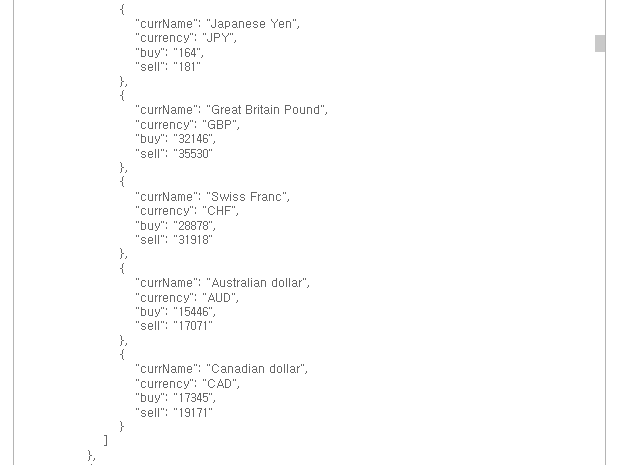 {
"currName": "Japanese Yen",
"currency": "JPY",
"buy": "164",
"sell": "181"
},
{
"currName": "Great Britain Pound",
"currency": "GBP",
"buy": "32146",
"sell": "35530"
},
{
"currName": "Swiss Franc",
"currency": "CHF",
"buy": "28878",
"sell": "31918"
},
{
"currName": "Australian dollar",
"currency": "AUD",
"buy": "15446",
"sell": "17071"
},
{
"currName": "Canadian dollar",
"currency": "CAD",
"buy": "17345",
"sell": "19171"
}
]
},